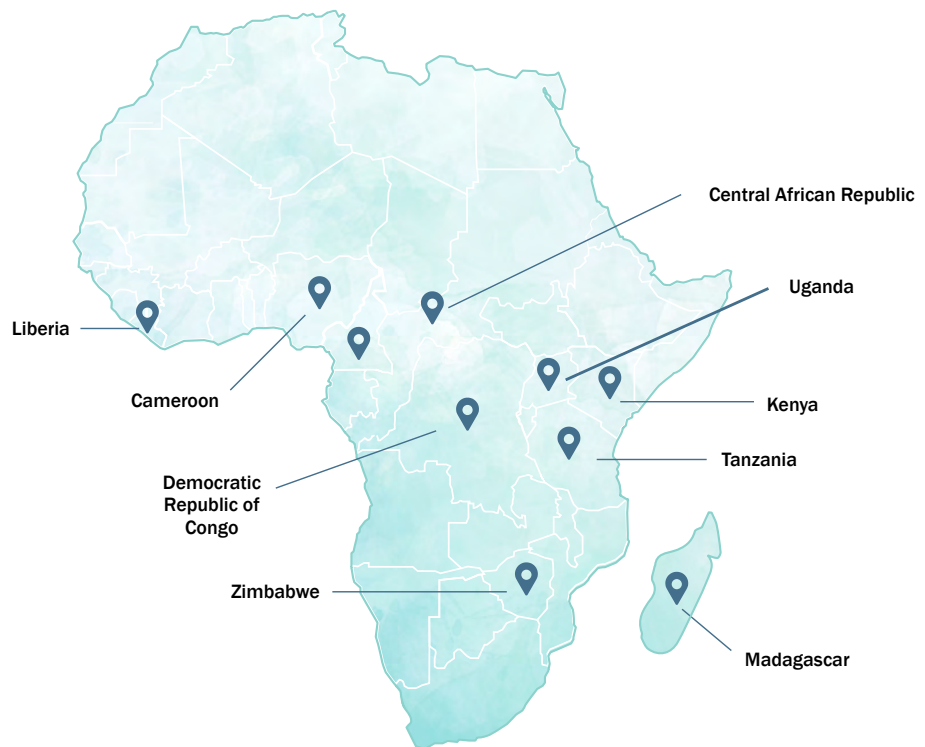 Central African Republic
Uganda
Liberia
Cameroon
Kenya
Tanzania
Democratic
Republic of
Congo
Zimbabwe
Madagascar